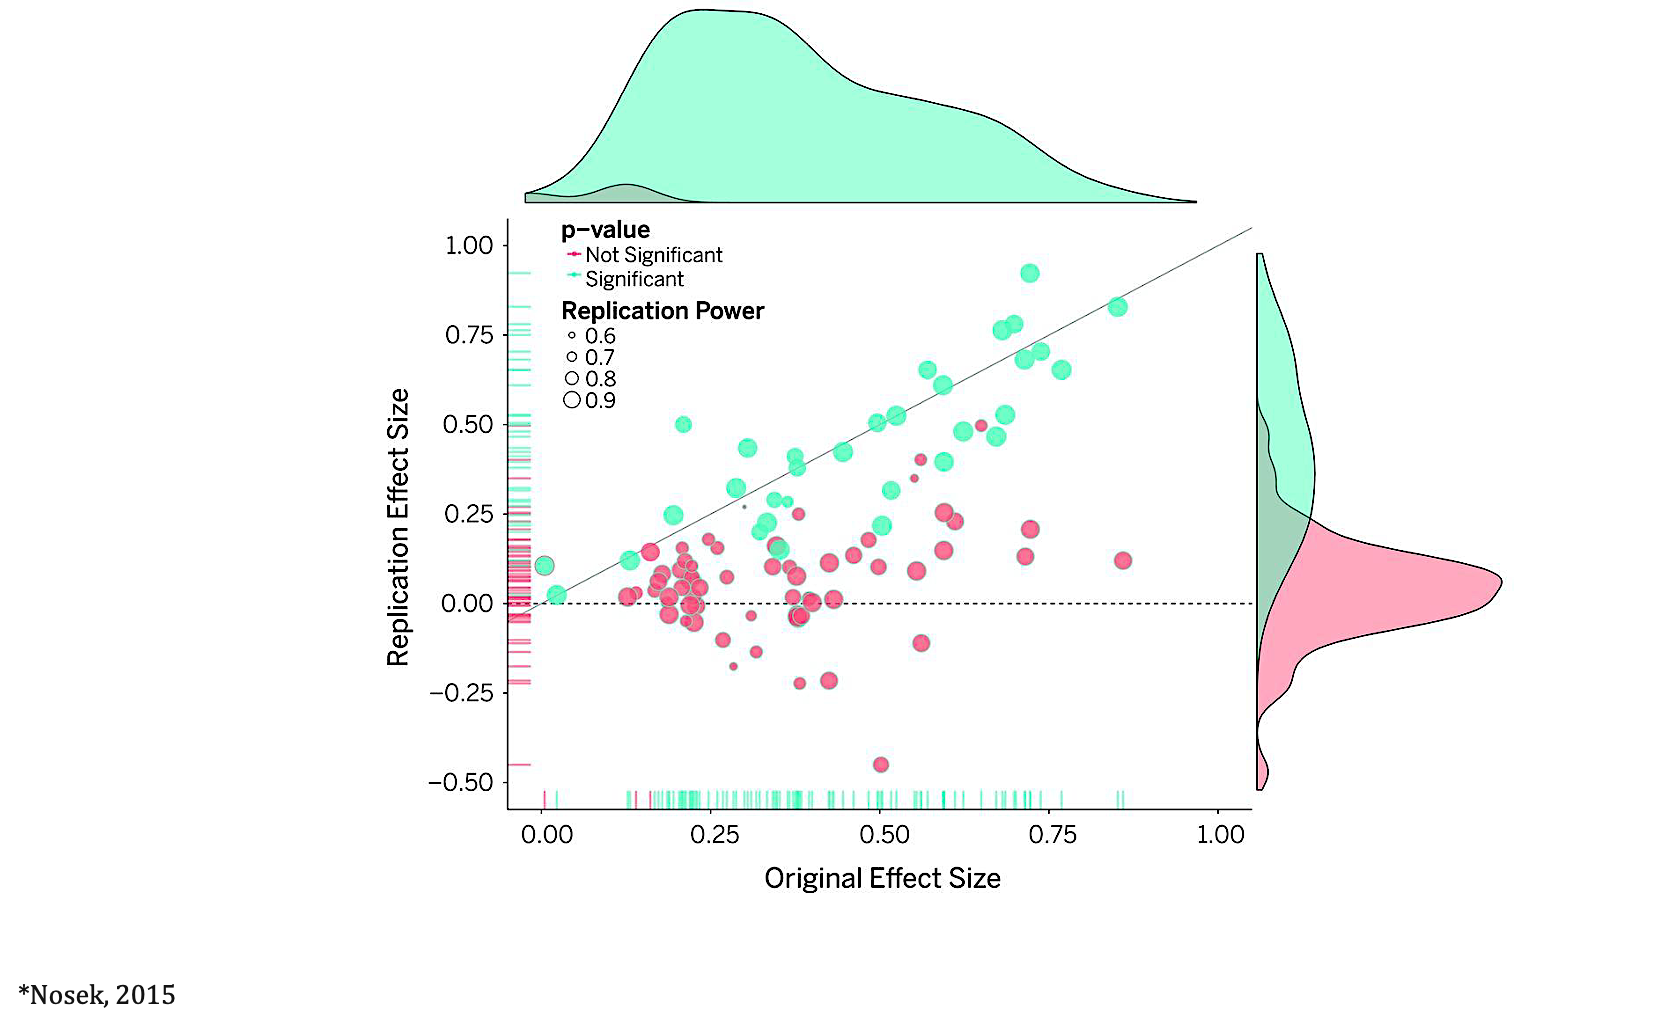 p−value
Not Significant
Significant
Replication Power
0.6
0.7
0.8
0.9
1.00
0.75
0.50
0.25
0.00
−0.25
−0.50
Replication Effect Size
0.00 0.25 0.50 0.75 1.00
Original Effect Size
*Nosek, 2015